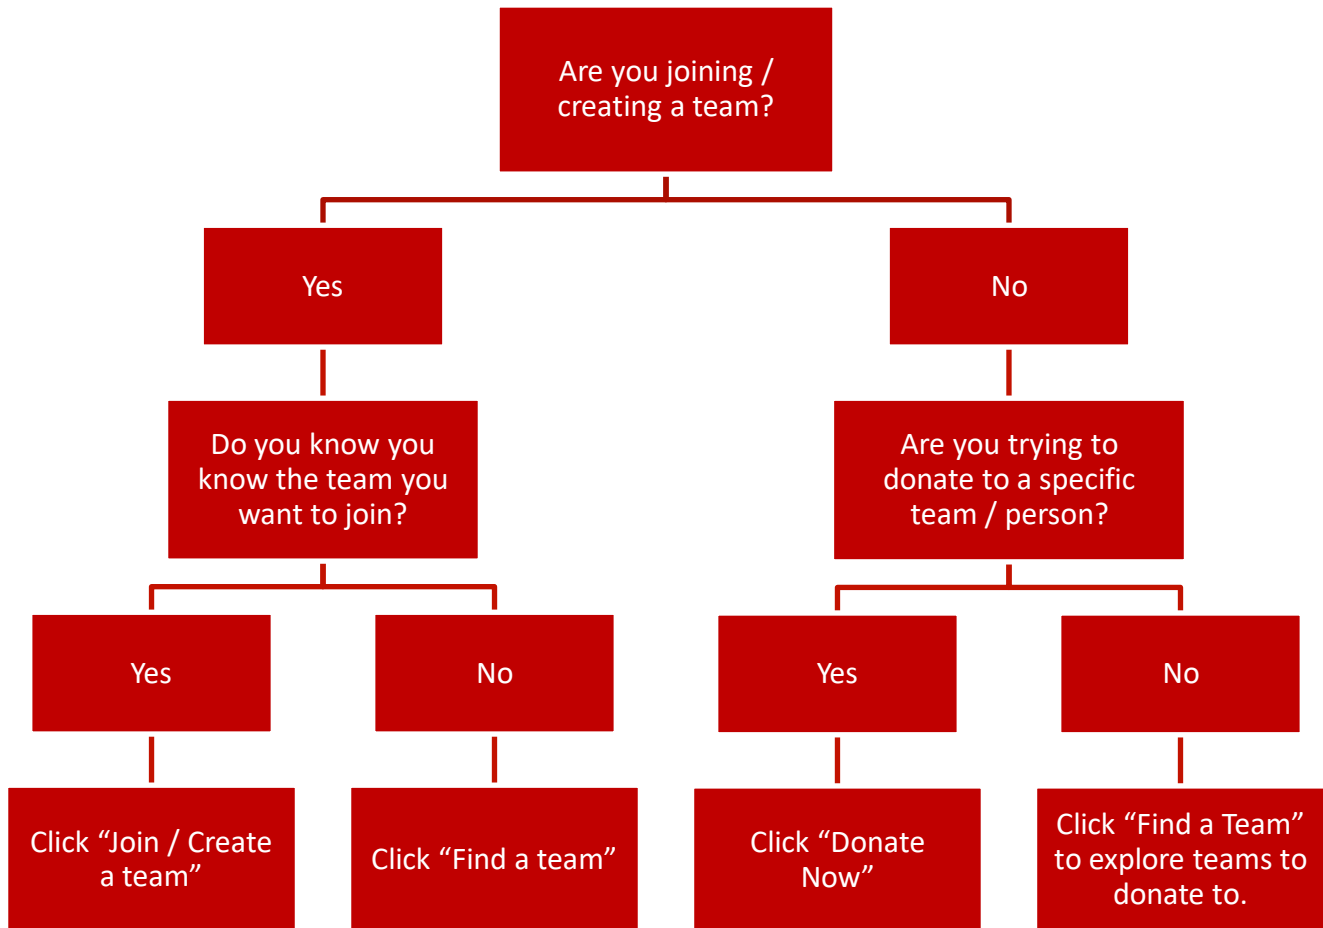 Are you joining /
creating a team?
Yes
No
Do you know you
know the team you
want to join?
Are you trying to
donate to a specific
team / person?
Yes
No
Yes
No
Click “Join / Create
a team”
Click “Find a team”
Click “Donate
Now”
Click “Find a Team”
to explore teams to
donate to.